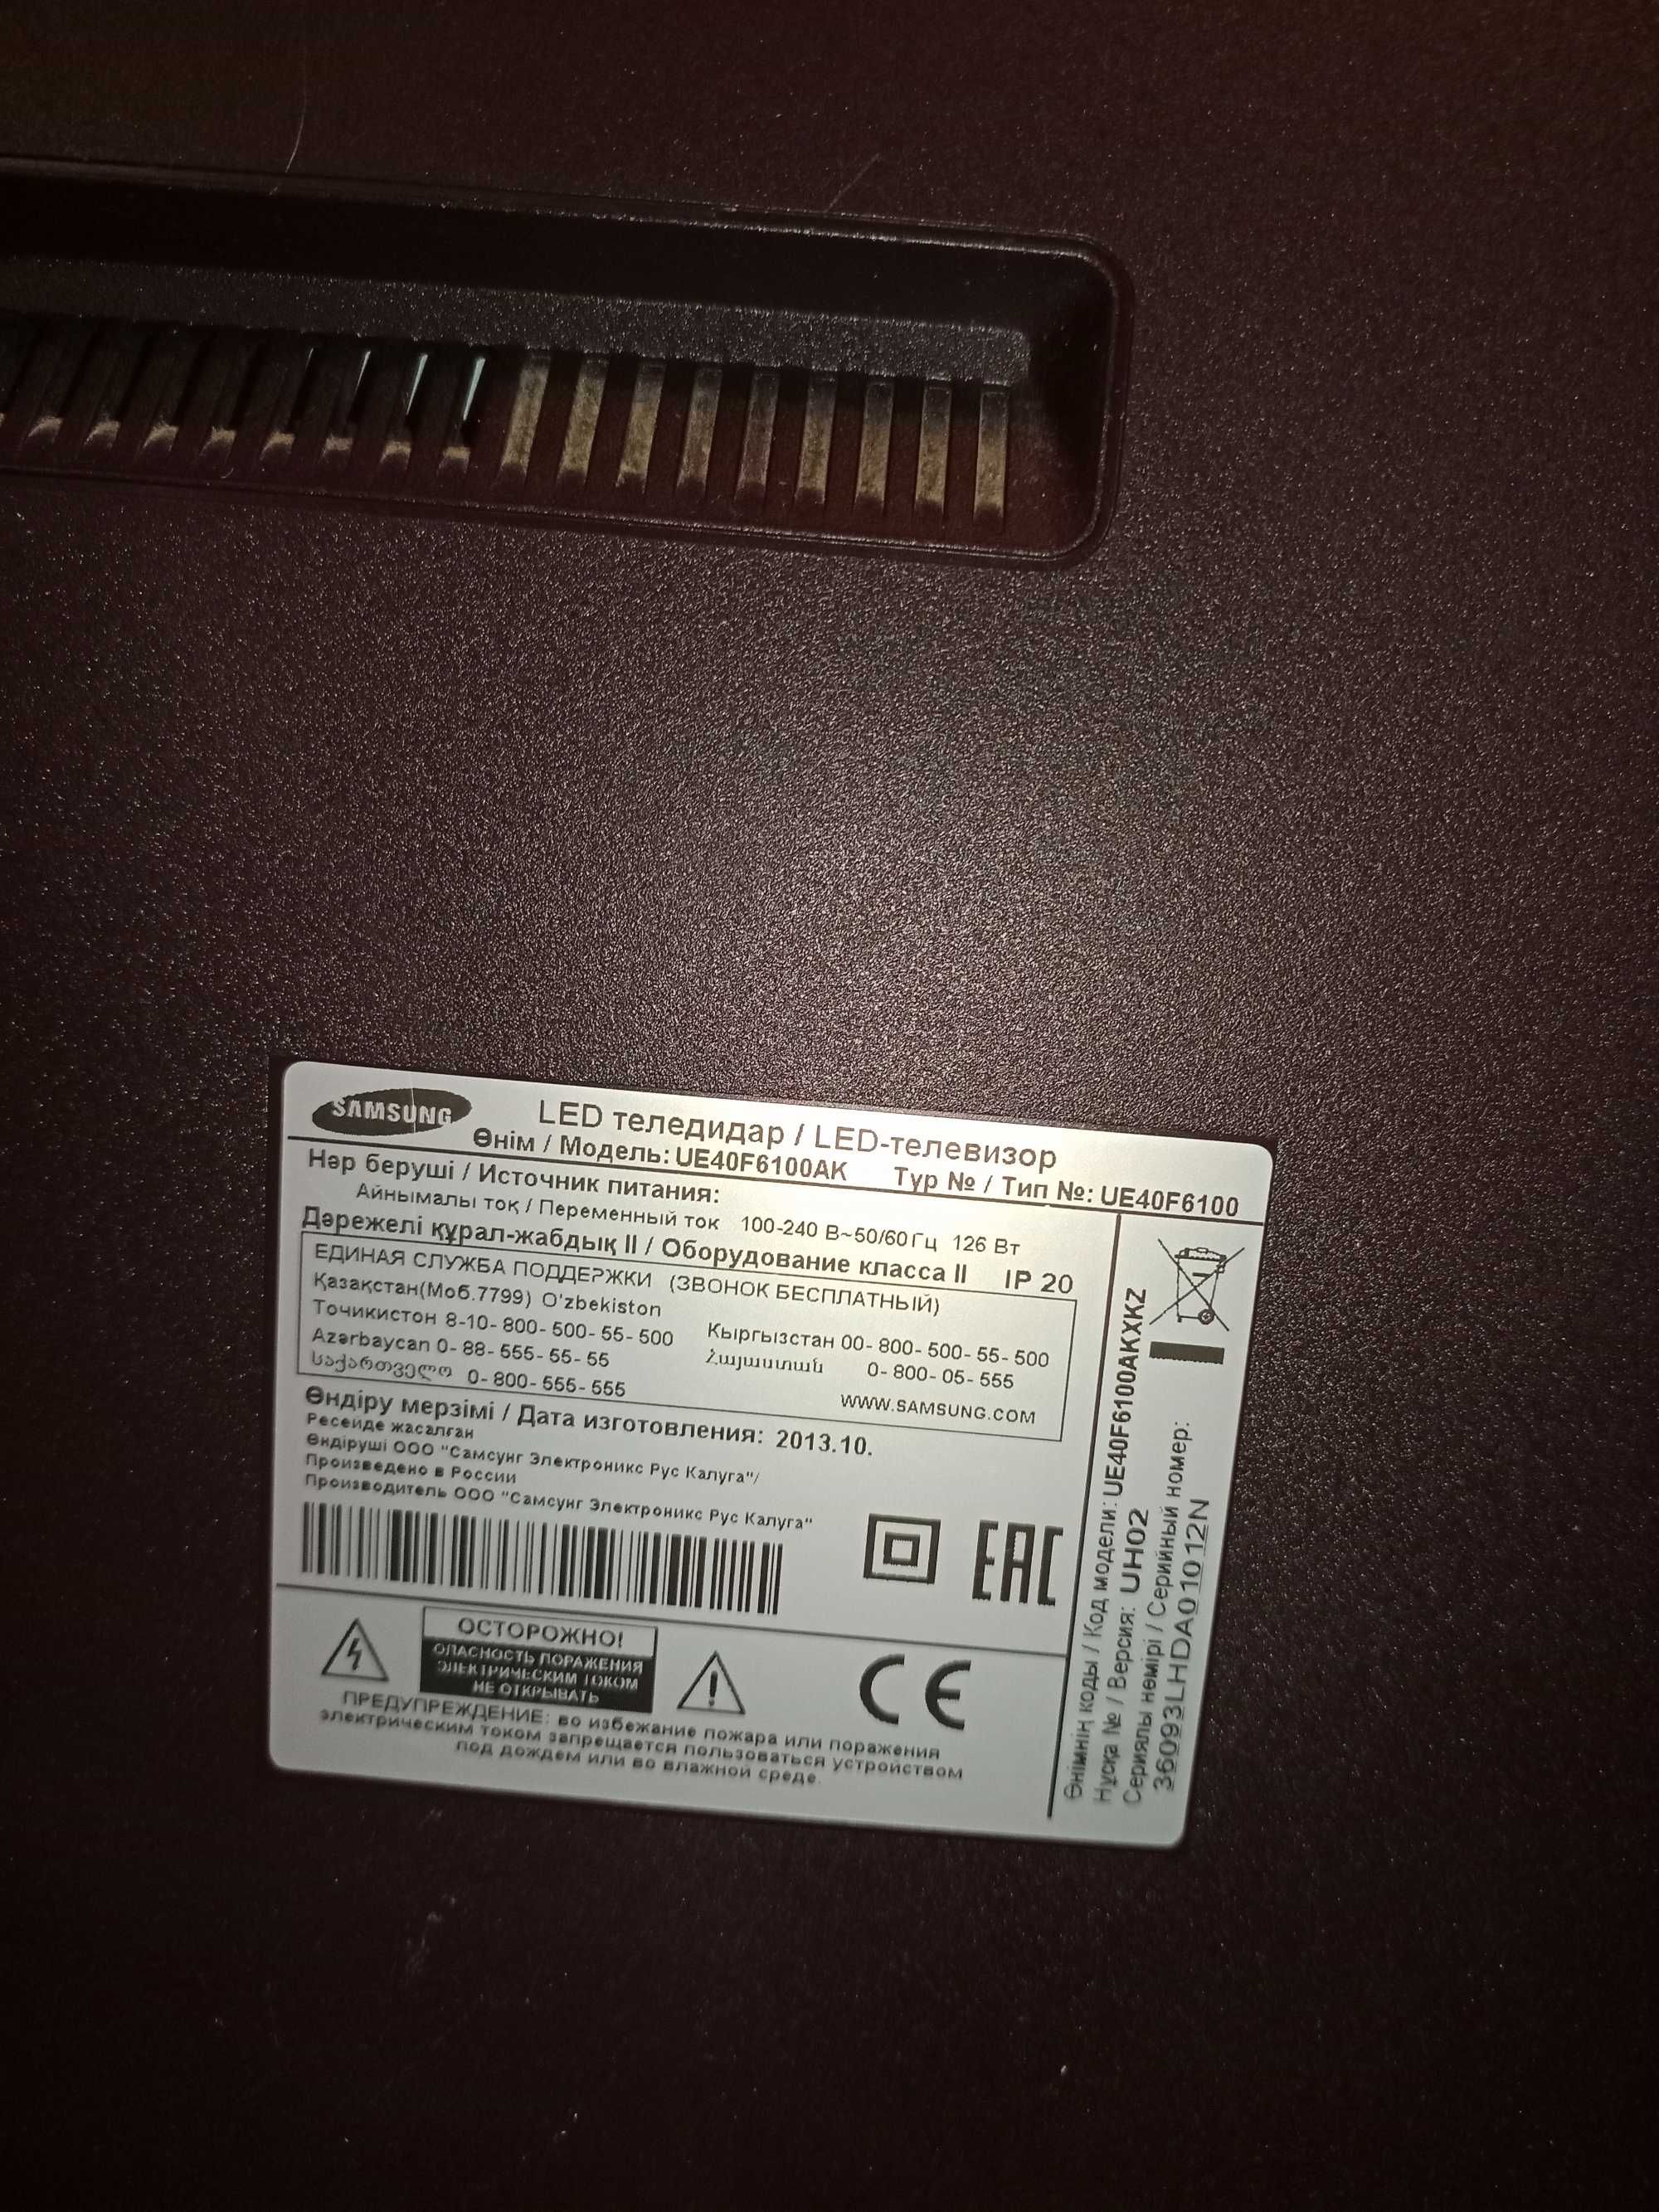 SAMSUNG
LED теледидар / LED-телевизор
Өнім / Модель: UE40F6100AK Тур № / Тип №: UE40F6100
Нәр беруші / Источник питания:
Айнымалы тоқ / Переменный ток 100-240 В~50/60Гц 126 Вт
Дәрежелі құрал-жабдық II / Оборудование класса II IP 20
ЕДИНАЯ СЛУЖБА ПОДДЕРЖКИ (ЗВОНОК БЕСПЛАТНЫЙ)
Қазақстан(Моб.7799) O'zbekiston
Точикистон 8-10-800-500-55-500 Кыргызстан 00-800-500-55-500
Azərbaycan 0-88-555-55-55 Հայաստան 0-800-05-555
საქართველო 0-800-555-555 WWW.SAMSUNG.COM
Өндіру мерзімі / Дата изготовления: 2013.10.
Ресейде жасалған
Өндіруші ООО "Самсунг Электроникс Рус Калуга"/
Произведено в России
Производитель ООО "Самсунг Электроникс Рус Калуга"
EAC
ОСТОРОЖНО!
ОПАСНОСТЬ ПОРАЖЕНИЯ
ЭЛЕКТРИЧЕСКИМ ТОКОМ
НЕ ОТКРЫВАТЬ
CE
ПРЕДУПРЕЖДЕНИЕ: во избежание пожара или поражения
электрическим током запрещается пользоваться устройством
под дождем или во влажной среде.
Өнімнің коды / Код модели: UE40F6100AKXKZ
Нұсқа № / Версия: UH02
Сериялы нөмірі / Серийный номер:
36093LHDA01012N